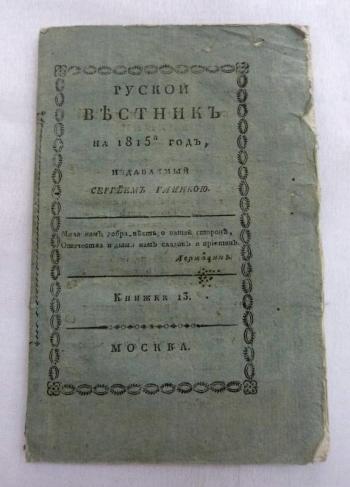 РУСКОЙ
ВѢСТНИКЪ
НА 1815й ГОДЪ,
ИЗДАВАЕМЫЙ
СЕРГѢЕМЪ ГЛИНКОЮ.
Мила намъ добра вѣсть о нашей сторонѣ,
Отечества и дымъ намъ сладокъ и пріятенъ.
Державинъ.
Книжка 13.
МОСКВА.